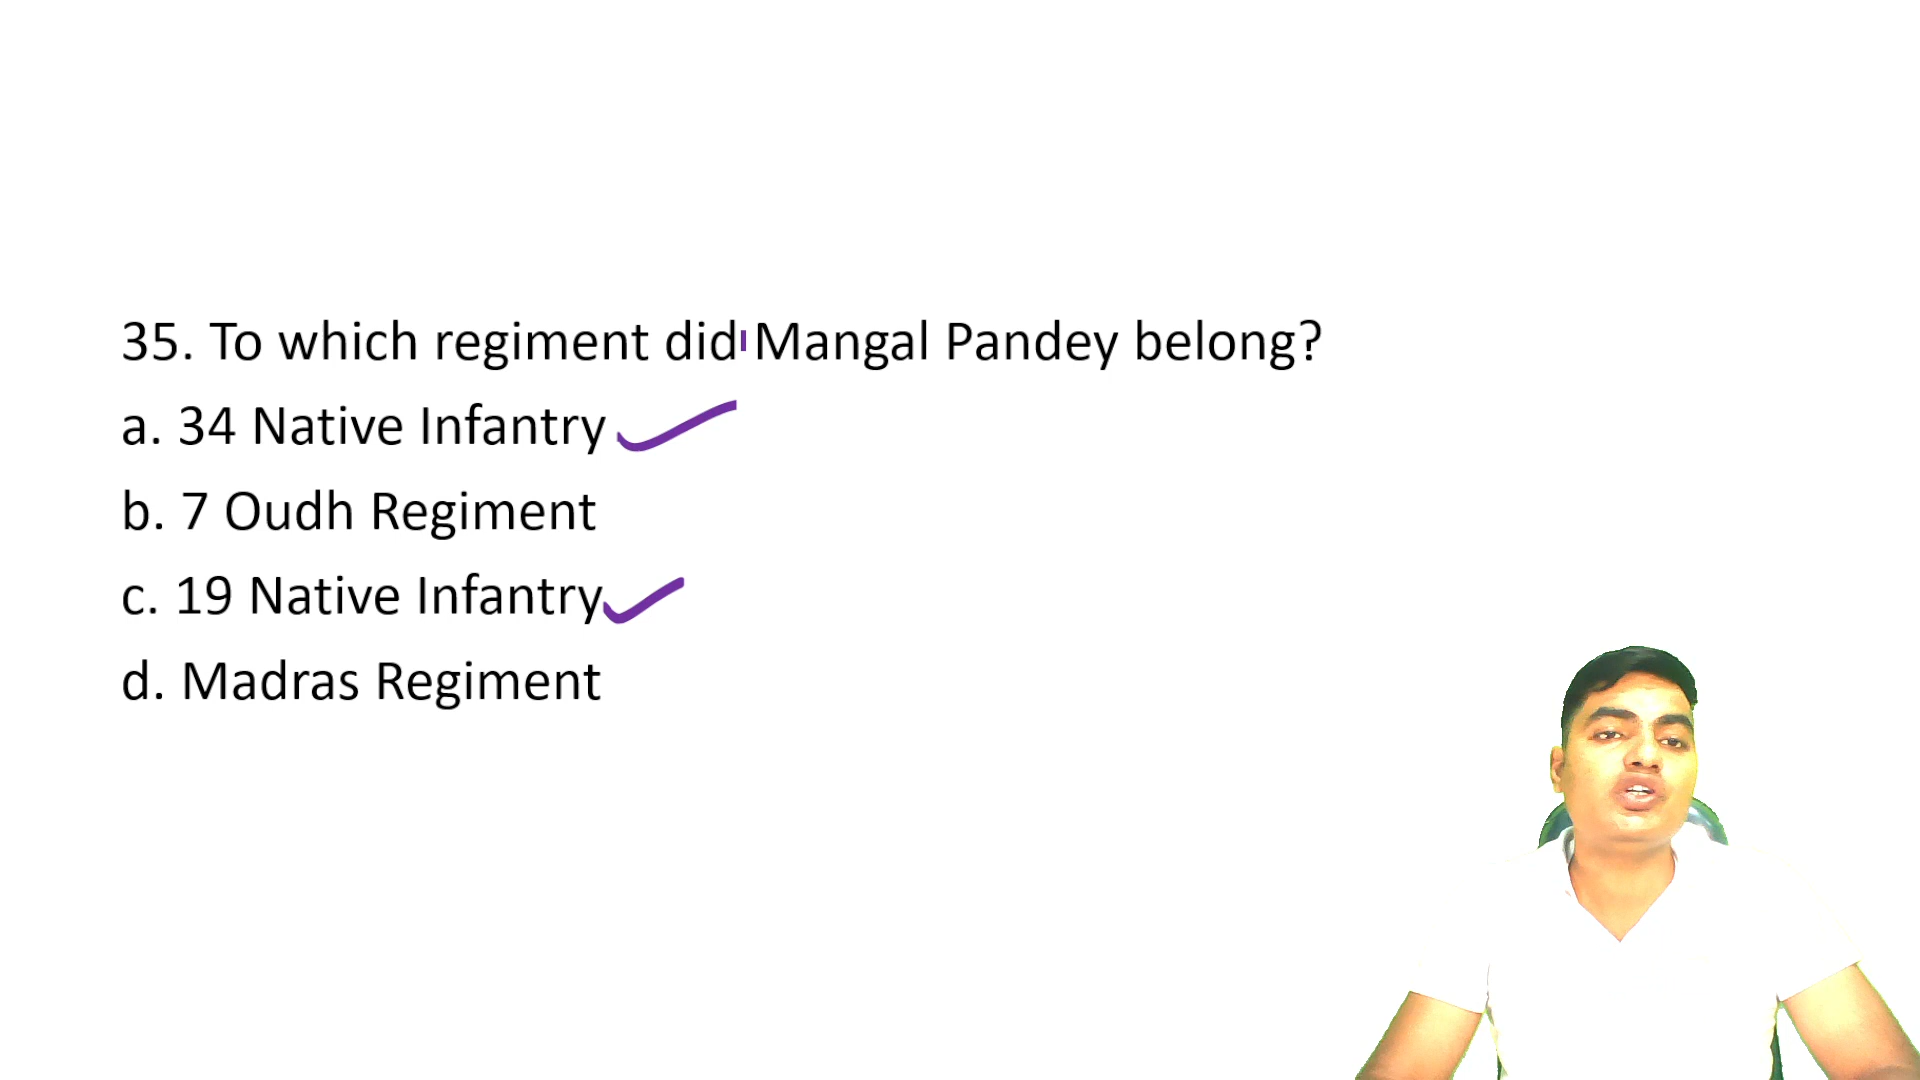 35. To which regiment did Mangal Pandey belong?
a. 34 Native Infantry
b. 7 Oudh Regiment
c. 19 Native Infantry
d. Madras Regiment